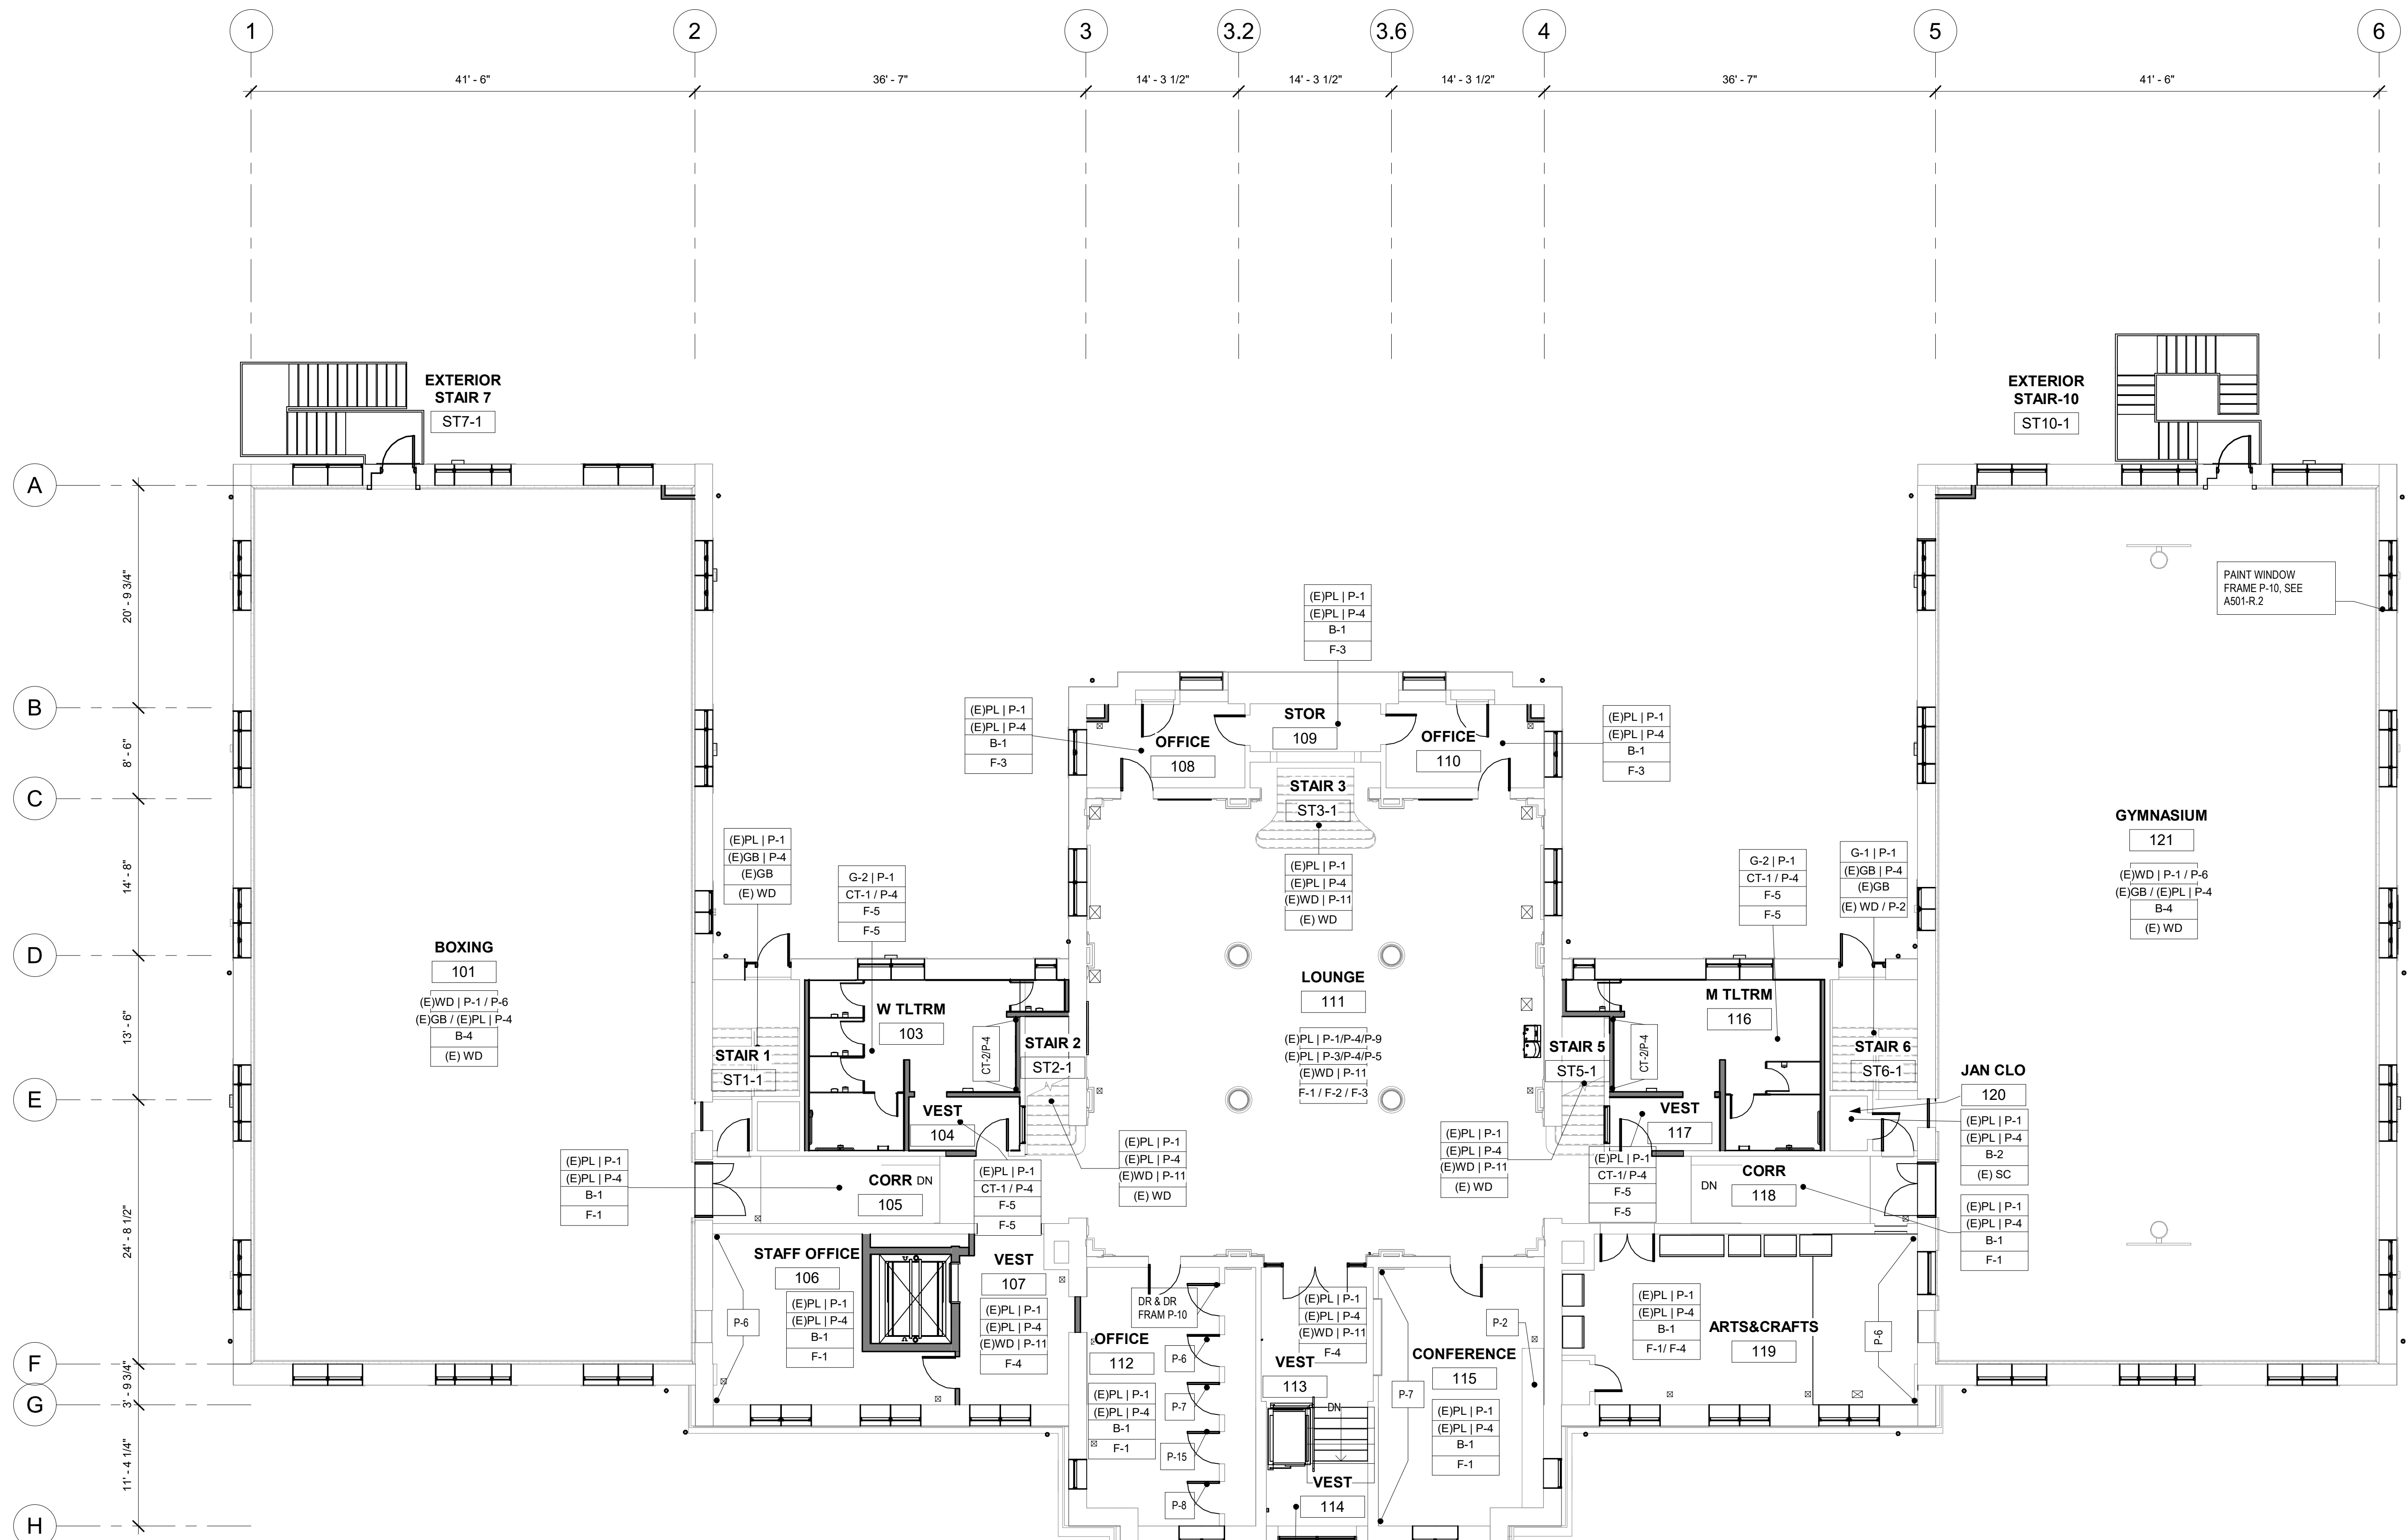 1
2
3
3.2
3.6
4
5
6
41' - 6"
36' - 7"
14' - 3 1/2"
14' - 3 1/2"
14' - 3 1/2"
36' - 7"
41' - 6"
EXTERIOR
STAIR 7
ST7-1
EXTERIOR
STAIR-10
ST10-1
A
B
C
D
E
F
G
H
20' - 9 3/4"
8' - 6"
14' - 8"
13' - 6"
24' - 8 1/2"
3' - 9 3/4"
11' - 4 1/4"
PAINT WINDOW
FRAME P-10, SEE
A501-R.2
(E)PL | P-1
(E)PL | P-4
B-1
F-3
(E)PL | P-1
(E)PL | P-4
B-1
F-3
OFFICE
108
STOR
109
OFFICE
110
(E)PL | P-1
(E)PL | P-4
B-1
F-3
STAIR 3
ST3-1
(E)PL | P-1
(E)PL | P-4
(E)WD | P-11
(E) WD
(E)PL | P-1
(E)GB | P-4
(E)GB
(E) WD
G-2 | P-1
CT-1 / P-4
F-5
F-5
G-2 | P-1
CT-1 / P-4
F-5
F-5
G-1 | P-1
(E)GB | P-4
(E)GB
(E) WD / P-2
GYMNASIUM
121
(E)WD | P-1 / P-6
(E)GB / (E)PL | P-4
B-4
(E) WD
BOXING
101
(E)WD | P-1 / P-6
(E)GB / (E)PL | P-4
B-4
(E) WD
LOUNGE
111
(E)PL | P-1/P-4/P-9
(E)PL | P-3/P-4/P-5
(E)WD | P-11
F-1 / F-2 / F-3
STAIR 1
ST1-1
W TLTRM
103
CT-2/P-4
STAIR 2
ST2-1
VEST
104
STAIR 5
ST5-1
CT-2/P-4
M TLTRM
116
VEST
117
STAIR 6
ST6-1
JAN CLO
120
(E)PL | P-1
(E)PL | P-4
B-2
(E) SC
(E)PL | P-1
(E)PL | P-4
B-1
F-1
(E)PL | P-1
(E)PL | P-4
B-1
F-1
CORR
DN
105
(E)PL | P-1
CT-1 / P-4
F-5
F-5
(E)PL | P-1
(E)PL | P-4
(E)WD | P-11
(E) WD
(E)PL | P-1
(E)PL | P-4
(E)WD | P-11
(E) WD
(E)PL | P-1
CT-1/ P-4
F-5
F-5
DN
CORR
118
STAFF OFFICE
106
(E)PL | P-1
(E)PL | P-4
B-1
F-1
P-6
VEST
107
(E)PL | P-1
(E)PL | P-4
(E)WD | P-11
F-4
DR & DR
FRAM P-10
OFFICE
112
(E)PL | P-1
(E)PL | P-4
B-1
F-1
P-6
P-7
P-15
P-8
(E)PL | P-1
(E)PL | P-4
(E)WD | P-11
F-4
VEST
113
DN
VEST
114
P-7
P-2
CONFERENCE
115
(E)PL | P-1
(E)PL | P-4
B-1
F-1
(E)PL | P-1
(E)PL | P-4
B-1
F-1/ F-4
ARTS&CRAFTS
119
P-6